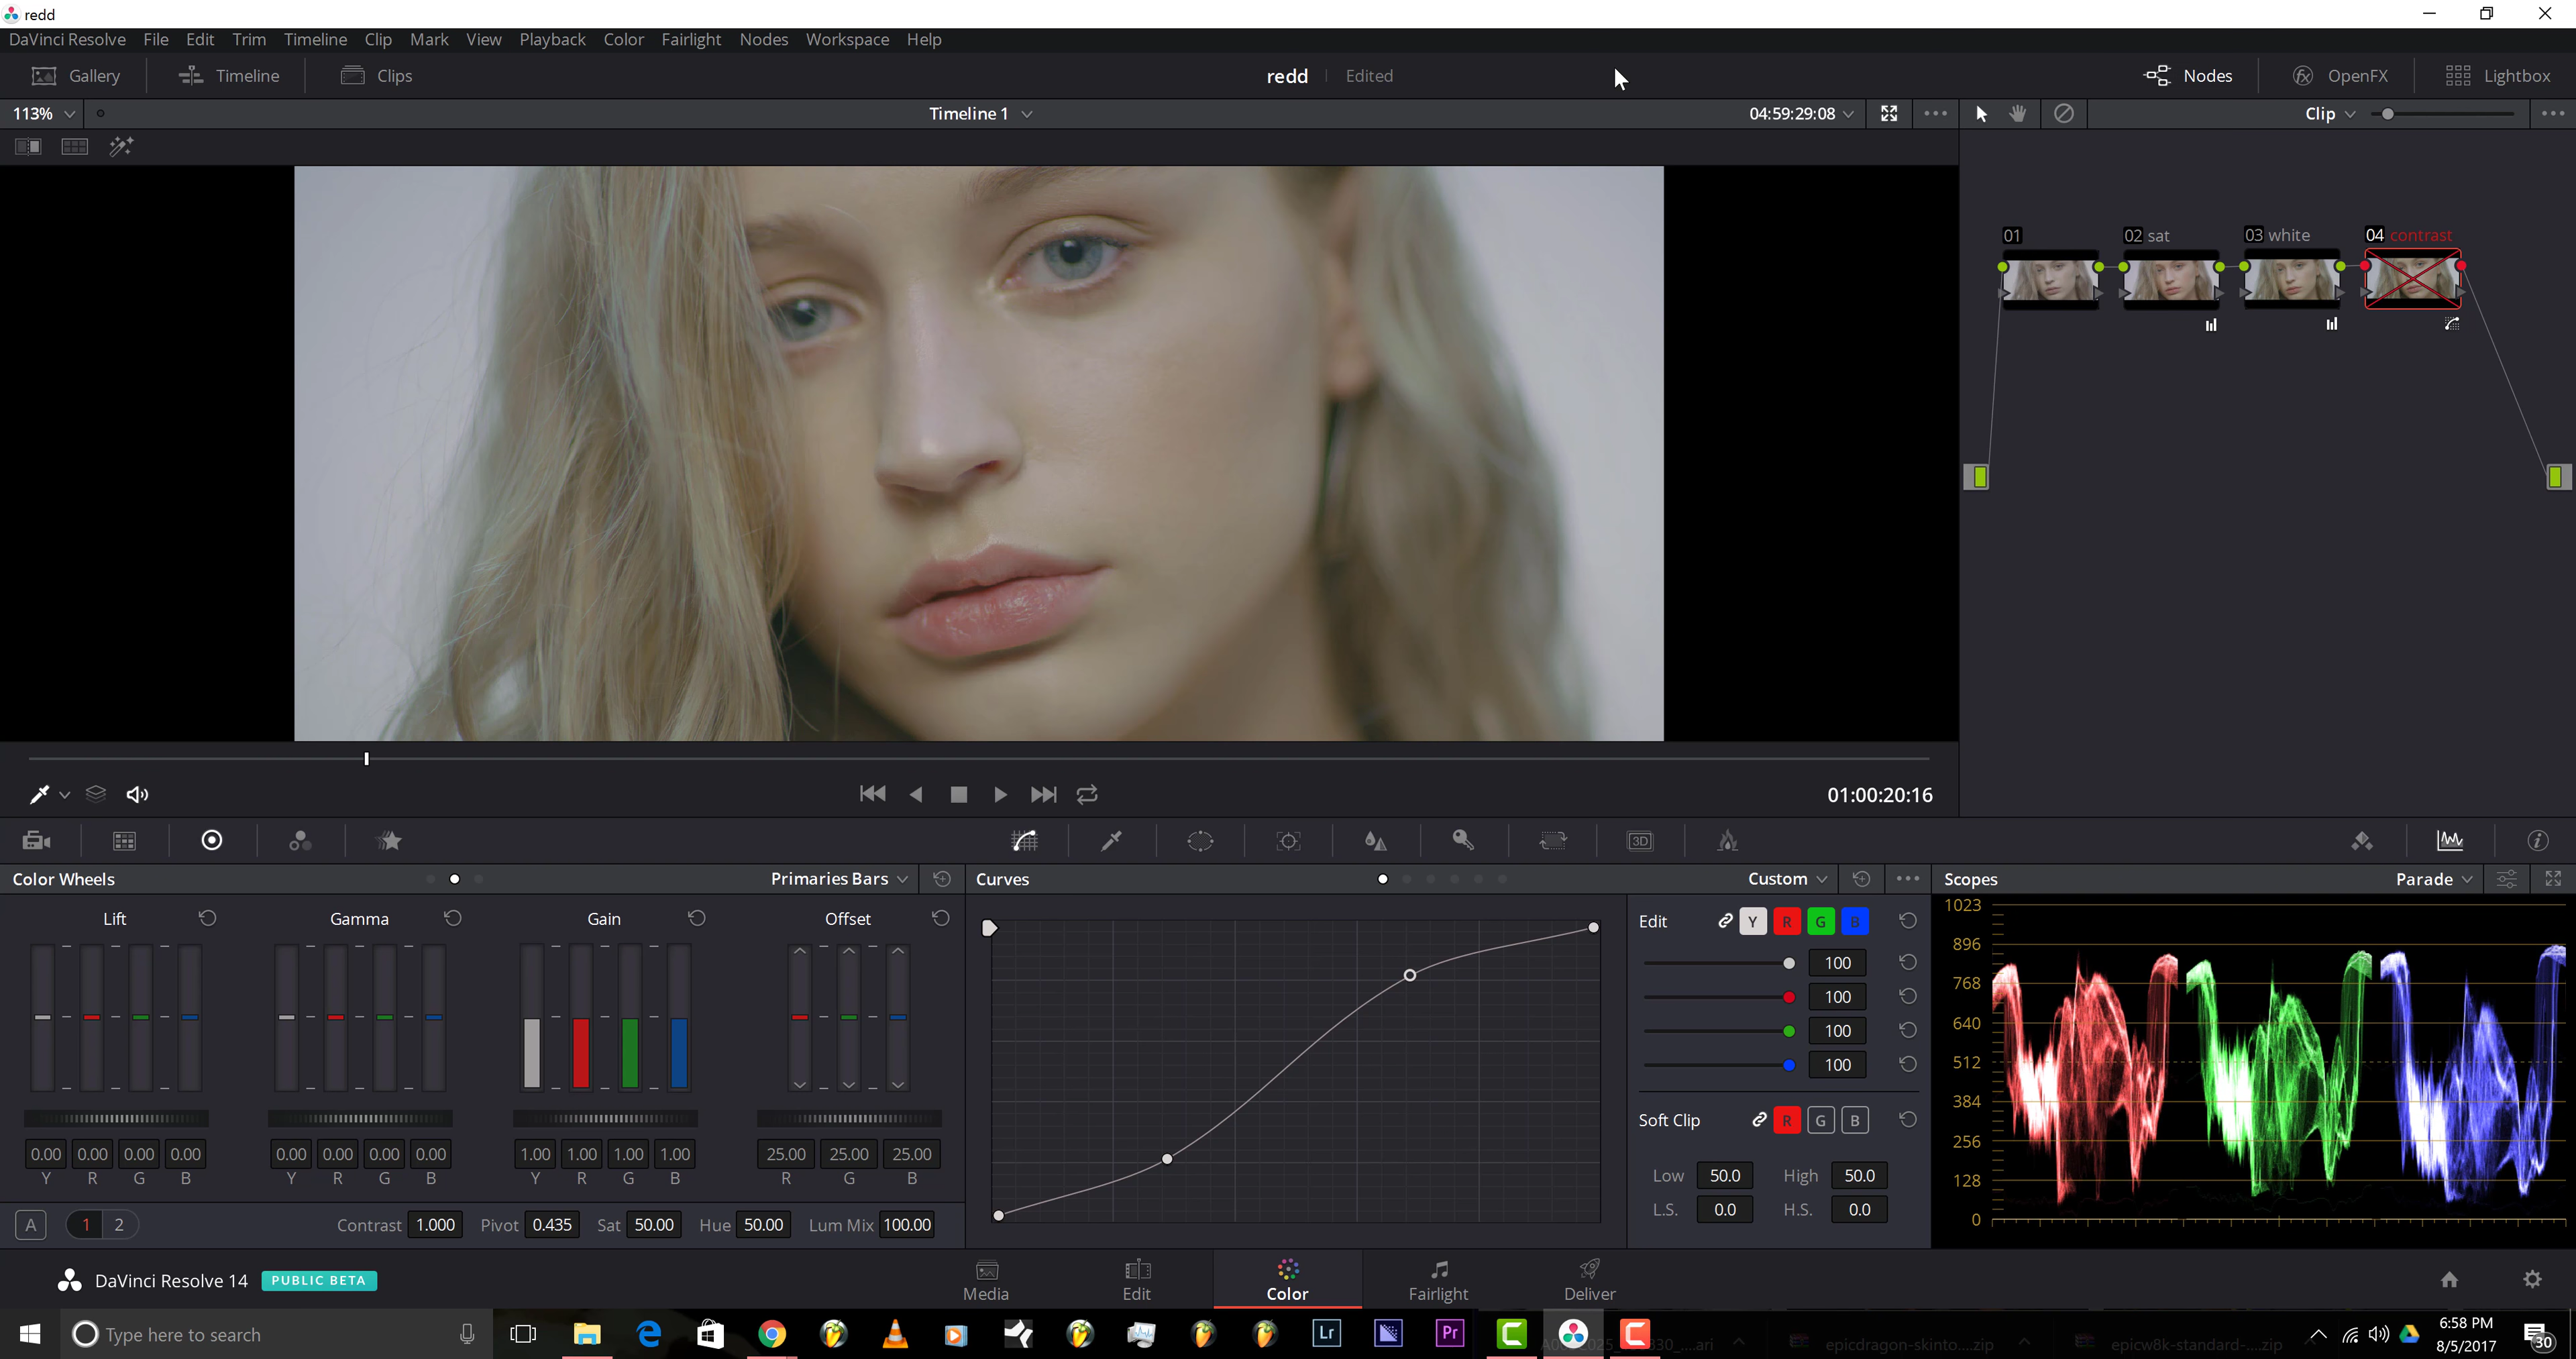 redd
DaVinci Resolve File Edit Trim Timeline Clip Mark View Playback Color Fairlight Nodes Workspace Help
Gallery Timeline Clips redd Edited Nodes OpenFX Lightbox
113% Timeline 1 04:59:29:08 Clip
01 02 sat 03 white 04 contrast
01:00:20:16
3D
Color Wheels Primaries Bars Curves Custom Scopes Parade
Lift Gamma Gain Offset
Edit Y R G B
100
100
100
100
Soft Clip R G B
Low 50.0 High 50.0
L.S. 0.0 H.S. 0.0
1023
896
768
640
512
384
256
128
0
0.00 0.00 0.00 0.00 0.00 0.00 0.00 0.00 1.00 1.00 1.00 1.00 25.00 25.00 25.00
Y R G B Y R G B Y R G B R G B
A 1 2 Contrast 1.000 Pivot 0.435 Sat 50.00 Hue 50.00 Lum Mix 100.00
DaVinci Resolve 14 PUBLIC BETA Media Edit Color Fairlight Deliver
Type here to search Lr Pr
epicdragon-skinto....zip epicw8k-standard-....zip
6:58 PM
8/5/2017
30